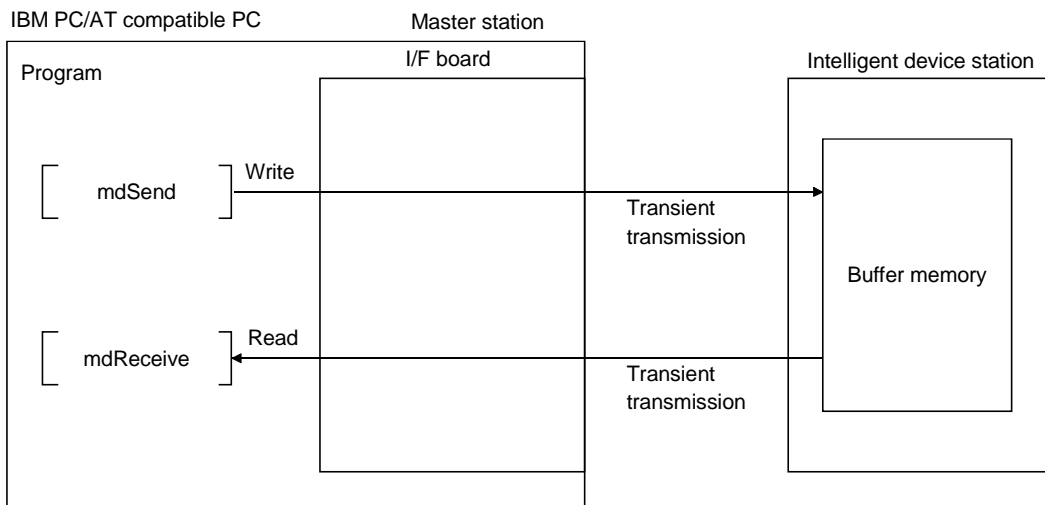 IBM PC/AT compatible PC
Master station
Program
I/F board
Intelligent device station
mdSend
Write
Transient
transmission
Buffer memory
mdReceive
Read
Transient
transmission